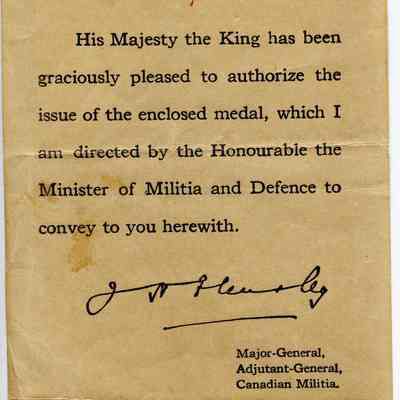 His Majesty the King has been
graciously pleased to authorize the
issue of the enclosed medal, which I
am directed by the Honourable the
Minister of Militia and Defence to
convey to you herewith.
Major-General,
Adjutant-General,
Canadian Militia.